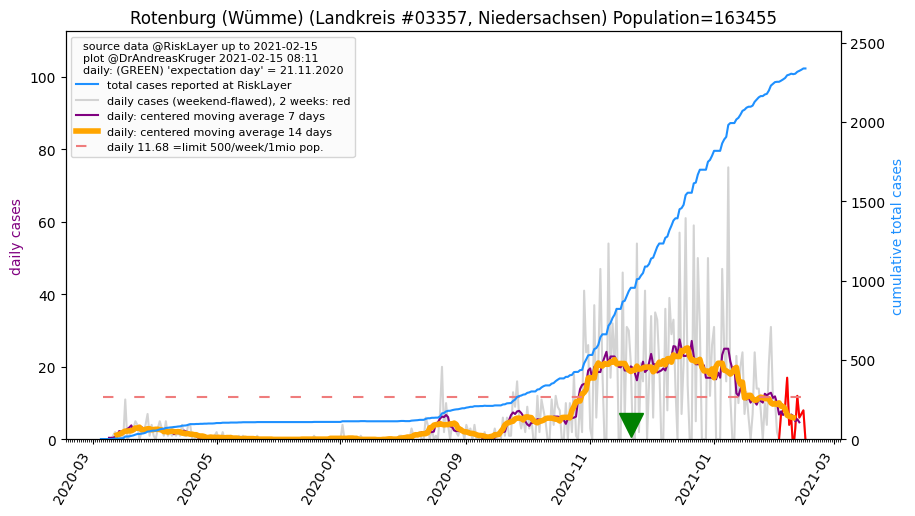 Rotenburg (Wümme) (Landkreis #03357, Niedersachsen) Population=163455
source data @RiskLayer up to 2021-02-15
plot @DrAndreasKruger 2021-02-15 08:11
daily: (GREEN) 'expectation day' = 21.11.2020
total cases reported at RiskLayer
daily cases (weekend-flawed), 2 weeks: red
daily: centered moving average 7 days
daily: centered moving average 14 days
daily 11.68 =limit 500/week/1mio pop.
daily cases
100
80
60
40
20
0
cumulative total cases
2500
2000
1500
1000
500
0
2020-03
2020-05
2020-07
2020-09
2020-11
2021-01
2021-03